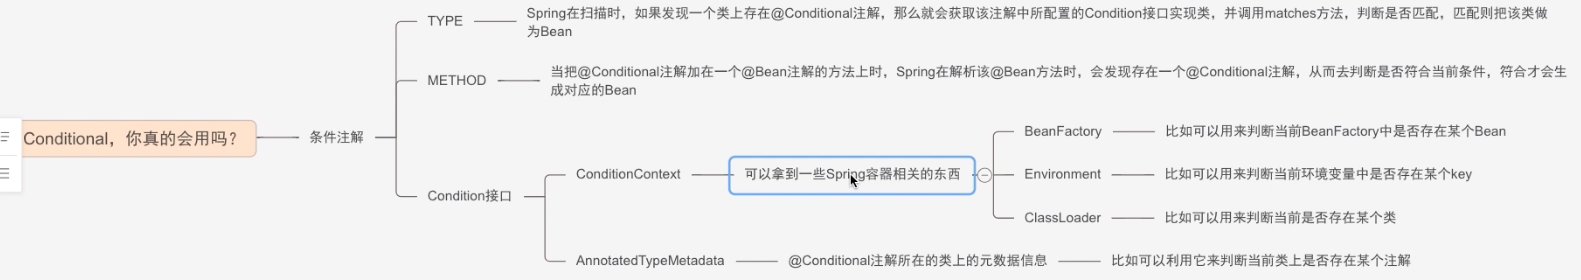 Conditional，你真的会用吗？
条件注解
TYPE
Spring在扫描时，如果发现一个类上存在@Conditional注解，那么就会获取该注解中所配置的Condition接口实现类，并调用matches方法，判断是否匹配，匹配则把该类做
为Bean
METHOD
当把@Conditional注解加在一个@Bean注解的方法上时，Spring在解析该@Bean方法时，会发现存在一个@Conditional注解，从而去判断是否符合当前条件，符合才会生
成对应的Bean
Condition接口
ConditionContext
可以拿到一些Spring容器相关的东西
BeanFactory
比如可以用来判断当前BeanFactory中是否存在某个Bean
Environment
比如可以用来判断当前环境变量中是否存在某个key
ClassLoader
比如可以用来判断当前是否存在某个类
AnnotatedTypeMetadata
@Conditional注解所在的类上的元数据信息
比如可以利用它来判断当前类上是否存在某个注解